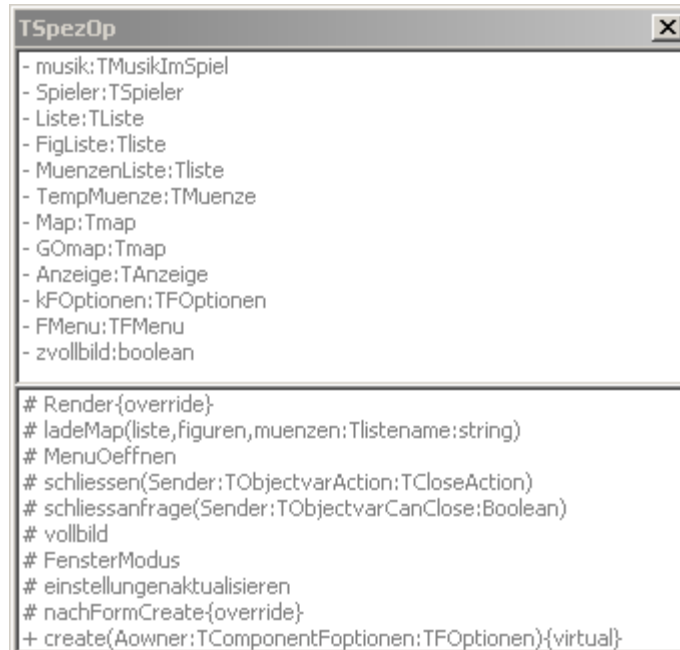 TSpezOp
- musik:TMusikImSpiel
- Spieler:TSpieler
- Liste:TListe
- FigListe:Tliste
- MuenzenListe:Tliste
- TempMuenze:TMuenze
- Map:Tmap
- GOmap:Tmap
- Anzeige:TAnzeige
- kFOptionen:TFOptionen
- FMenu:TFMenu
- zvollbild:boolean
# Render{override}
# ladeMap(liste,figuren,muenzen:Tlistename:string)
# MenuOeffnen
# schliessen(Sender:TObjectvarAction:TCloseAction)
# schliessanfrage(Sender:TObjectvarCanClose:Boolean)
# vollbild
# FensterModus
# einstellungenaktualisieren
# nachFormCreate{override}
+ create(Aowner:TComponentFoptionen:TFOptionen){virtual}